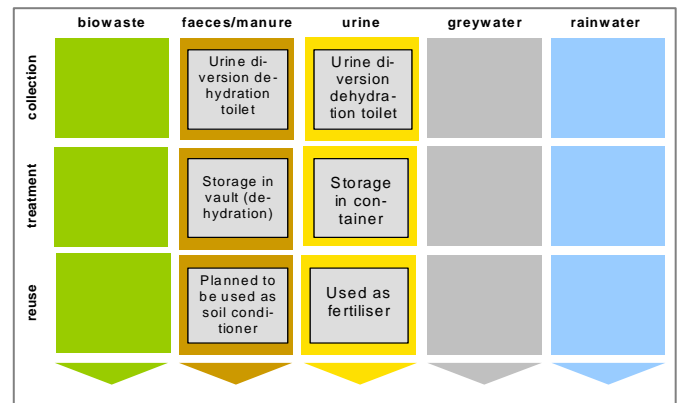 biowaste faeces/manure urine greywater rainwater
collection
Urine di-
version de-
hydration
toilet
Urine di-
version
dehydra-
tion toilet
treatment
Storage in
vault (de-
hydration)
Storage
in con-
tainer
reuse
Planned to
be used as
soil condi-
tioner
Used as
fertiliser